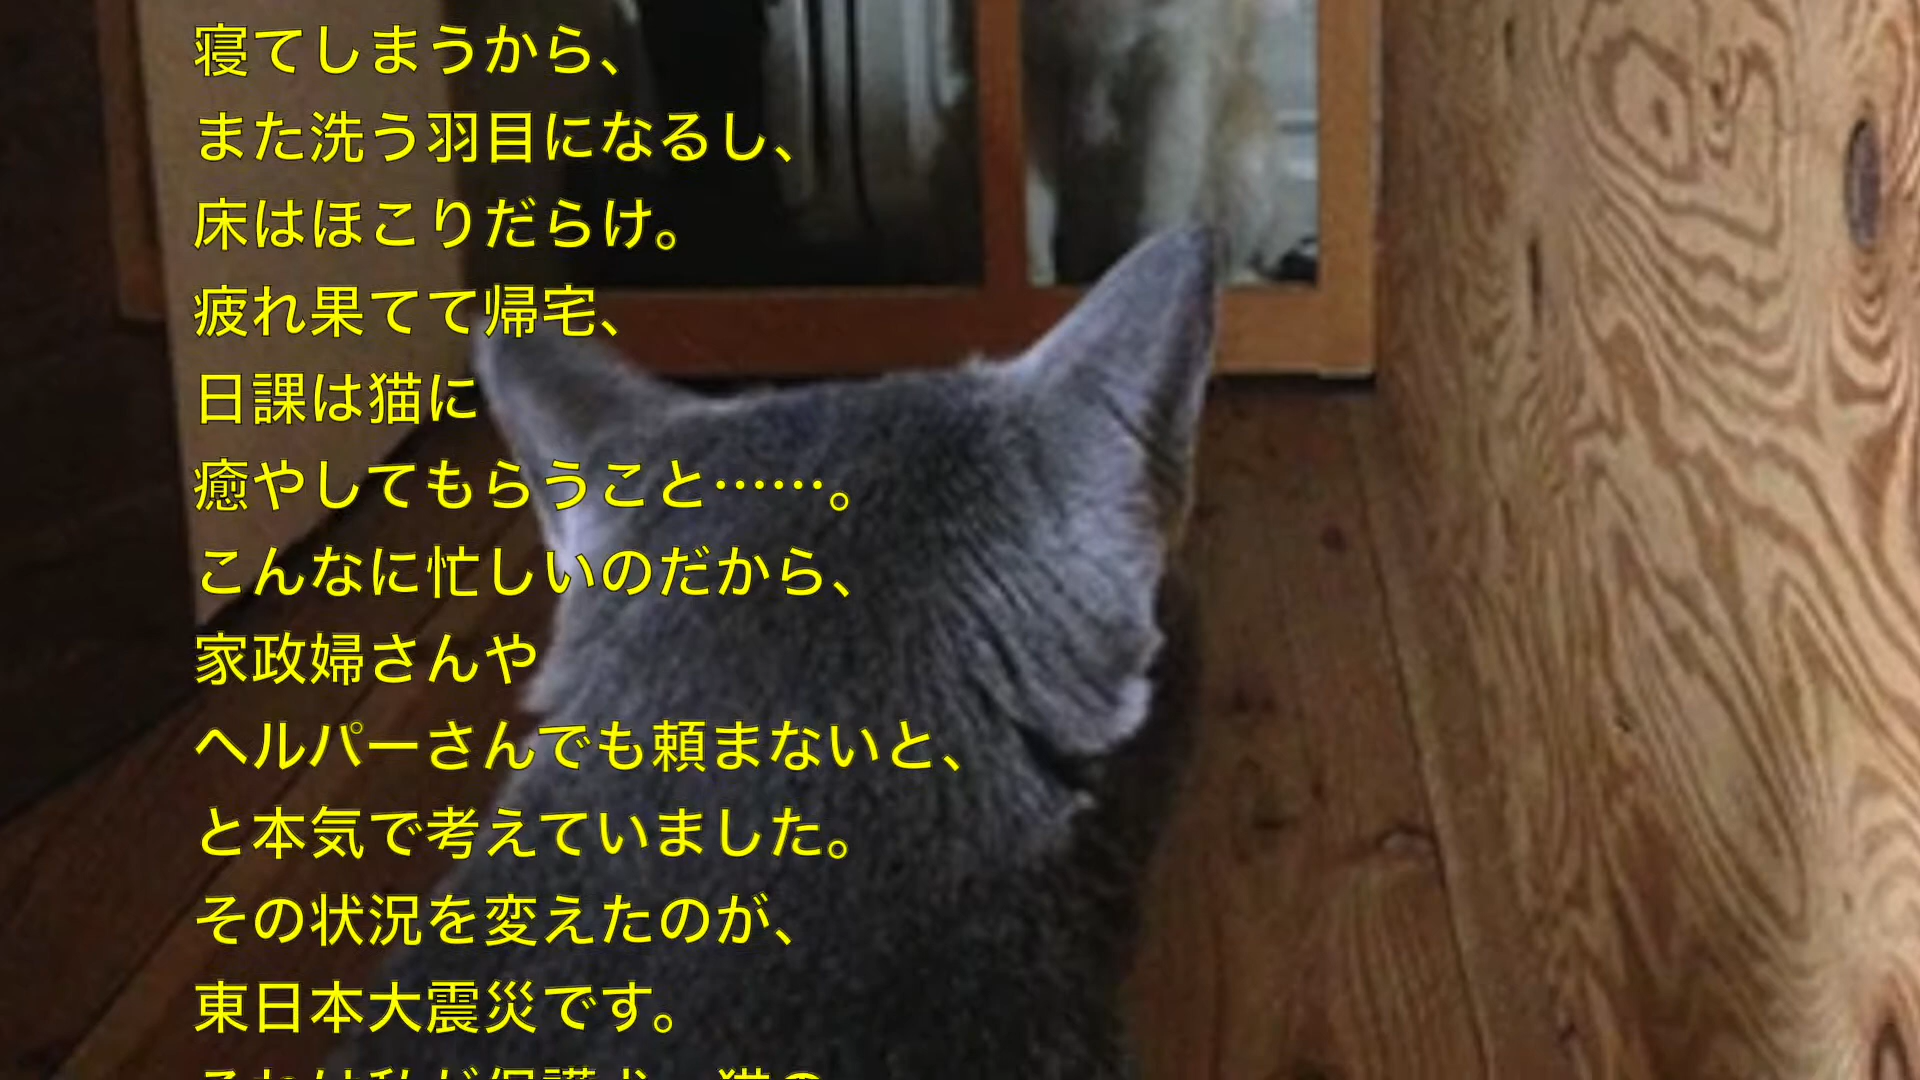 寝てしまうから、
また洗う羽目になるし、
床はほこりだらけ。
疲れ果てて帰宅、
日課は猫に
癒やしてもらうこと……。
こんなに忙しいのだから、
家政婦さんや
ヘルパーさんでも頼まないと、
と本気で考えていました。
その状況を変えたのが、
東日本大震災です。